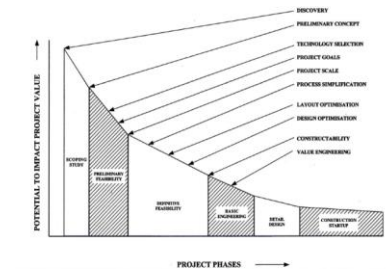 DISCOVERY
PRELIMINARY CONCEPT
TECHNOLOGY SELECTION
PROJECT GOALS
PROJECT SCALE
PROCESS SIMPLIFICATION
LAYOUT OPTIMISATION
DESIGN OPTIMISATION
CONSTRUCTABILITY
VALUE ENGINEERING
POTENTIAL TO IMPACT PROJECT VALUE
SCOPING
STUDY
PRELIMINARY
FEASIBILITY
DEFINITIVE
FEASIBILITY
BASIC
ENGINEERING
DETAIL
DESIGN
CONSTRUCTION
STARTUP
PROJECT PHASES